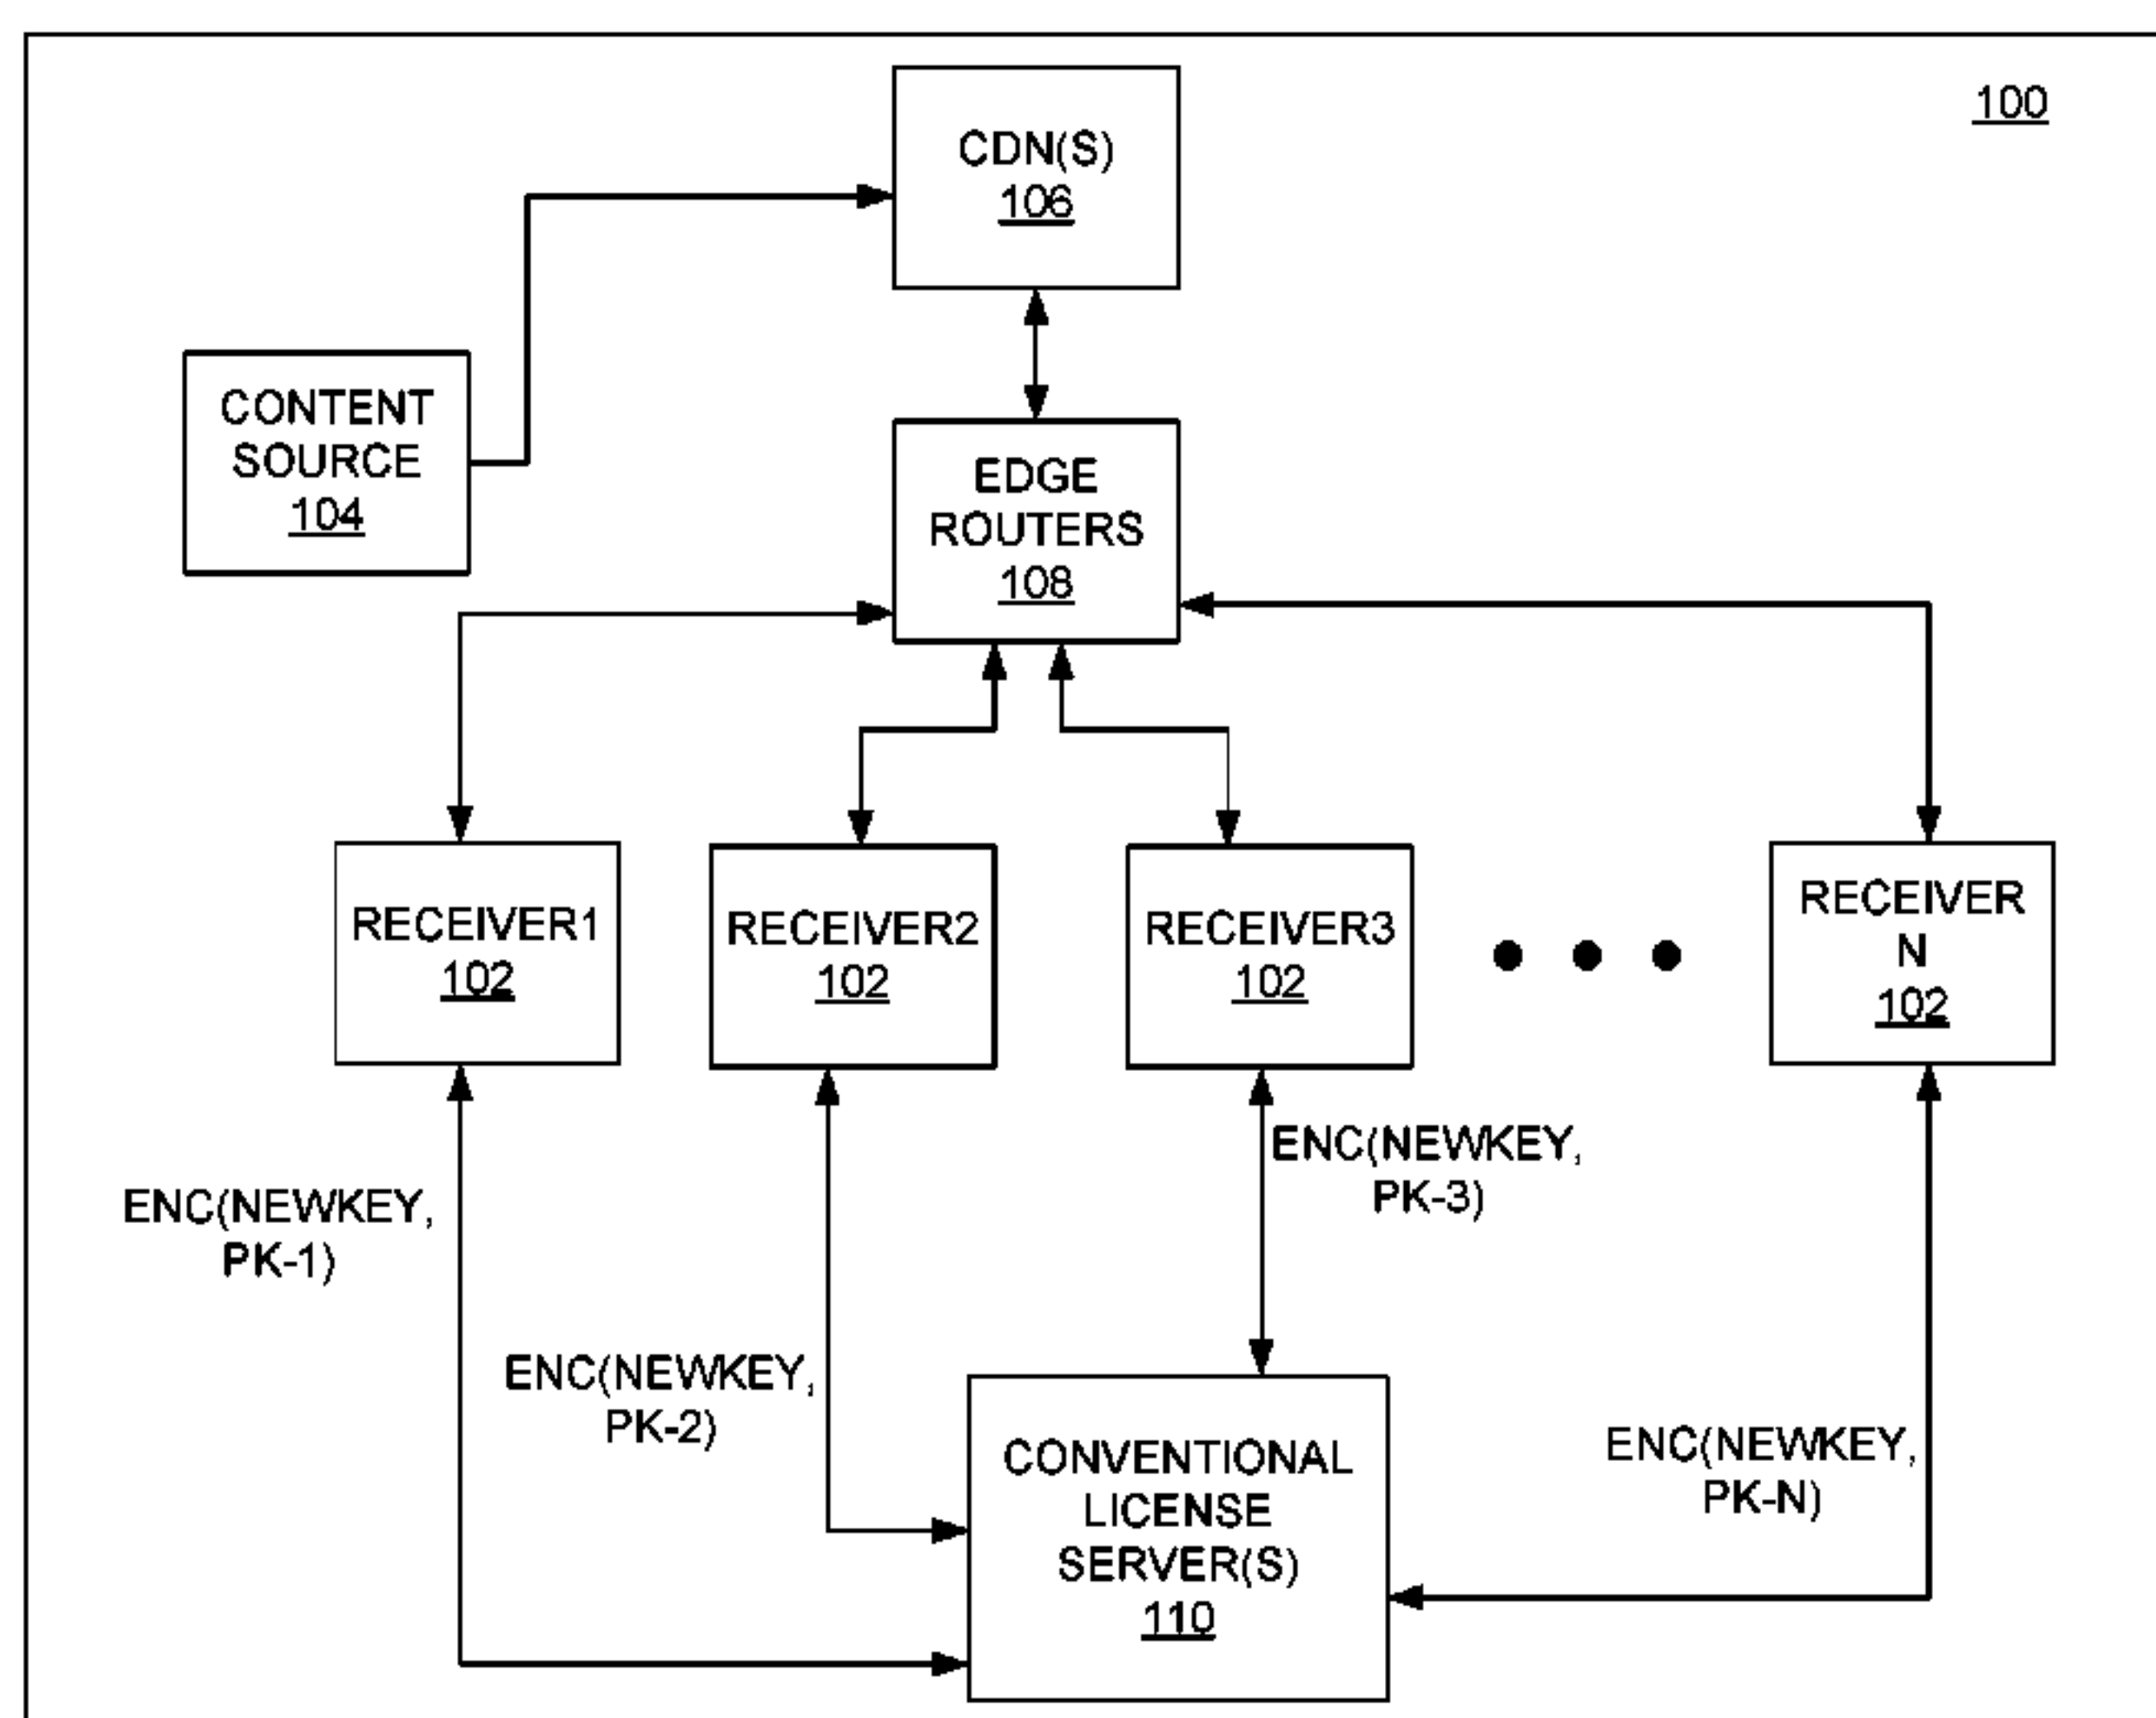 100
CDN(S)
106
CONTENT
SOURCE
104
EDGE
ROUTERS
108
RECEIVER1
102
RECEIVER2
102
RECEIVER3
102
RECEIVER
N
102
ENC(NEWKEY,
PK-1)
ENC(NEWKEY,
PK-2)
ENC(NEWKEY,
PK-3)
ENC(NEWKEY,
PK-N)
CONVENTIONAL
LICENSE
SERVER(S)
110